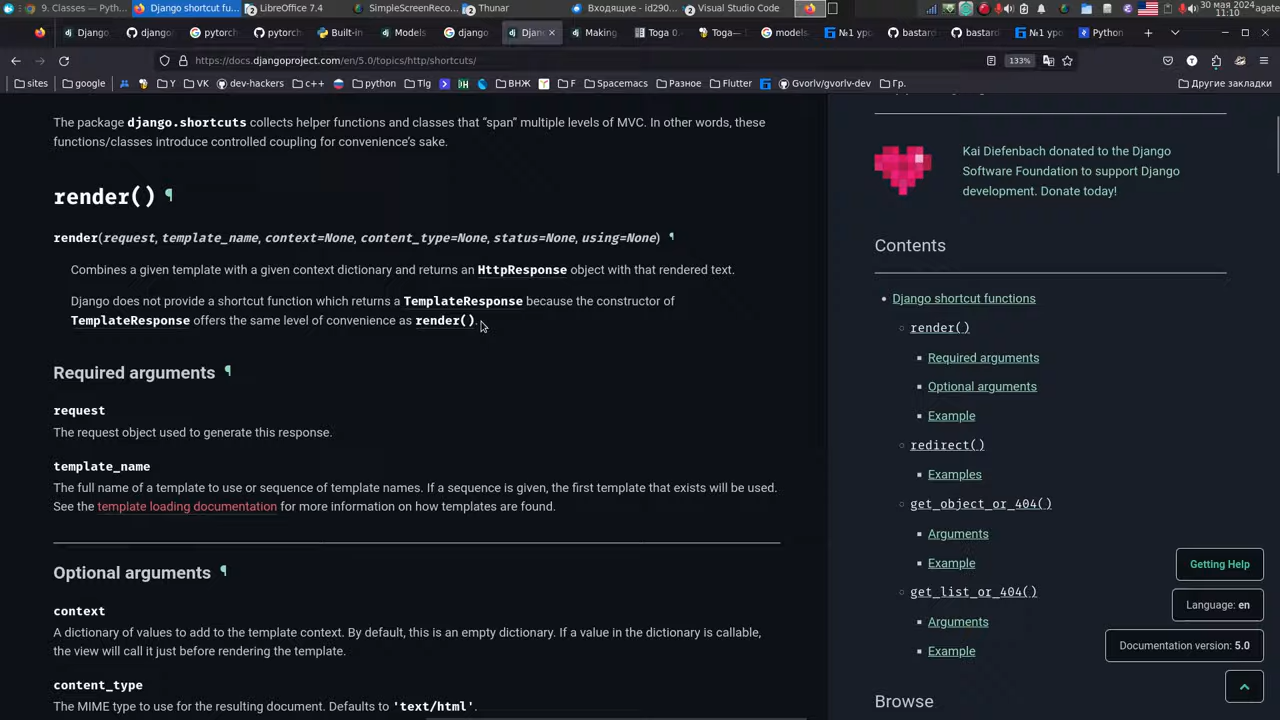 9. Classes – Pyth...
Django shortcut fu...
LibreOffice 7.4
SimpleScreenReco...
2 Thunar
Входящие - id290...
2 Visual Studio Code
30 мая 2024
11:10
agate
Django
django
pytorch
pytorch
Built-in
Models
django
Djan
Making
Toga 0.
Toga—
models
№1 уро
bastard
bastard
№1 уро
Python
https://docs.djangoproject.com/en/5.0/topics/http/shortcuts/
133%
sites
google
Y
VK
dev-hackers
c++
python
Tlg
ВНЖ
F
Spacemacs
Разное
Flutter
Gvorlv/gvorlv-dev
Гр.
Другие закладки
The package django.shortcuts collects helper functions and classes that “span” multiple levels of MVC. In other words, these
functions/classes introduce controlled coupling for convenience’s sake.
render() ¶
render(request, template_name, context=None, content_type=None, status=None, using=None) ¶
Combines a given template with a given context dictionary and returns an HttpResponse object with that rendered text.
Django does not provide a shortcut function which returns a TemplateResponse because the constructor of
TemplateResponse offers the same level of convenience as render().
Required arguments ¶
request
The request object used to generate this response.
template_name
The full name of a template to use or sequence of template names. If a sequence is given, the first template that exists will be used.
See the template loading documentation for more information on how templates are found.
Optional arguments ¶
context
A dictionary of values to add to the template context. By default, this is an empty dictionary. If a value in the dictionary is callable,
the view will call it just before rendering the template.
content_type
The MIME type to use for the resulting document. Defaults to 'text/html'.
Kai Diefenbach donated to the Django
Software Foundation to support Django
development. Donate today!
Contents
Django shortcut functions
render()
Required arguments
Optional arguments
Example
redirect()
Examples
get_object_or_404()
Arguments
Example
get_list_or_404()
Arguments
Example
Browse
Getting Help
Language: en
Documentation version: 5.0